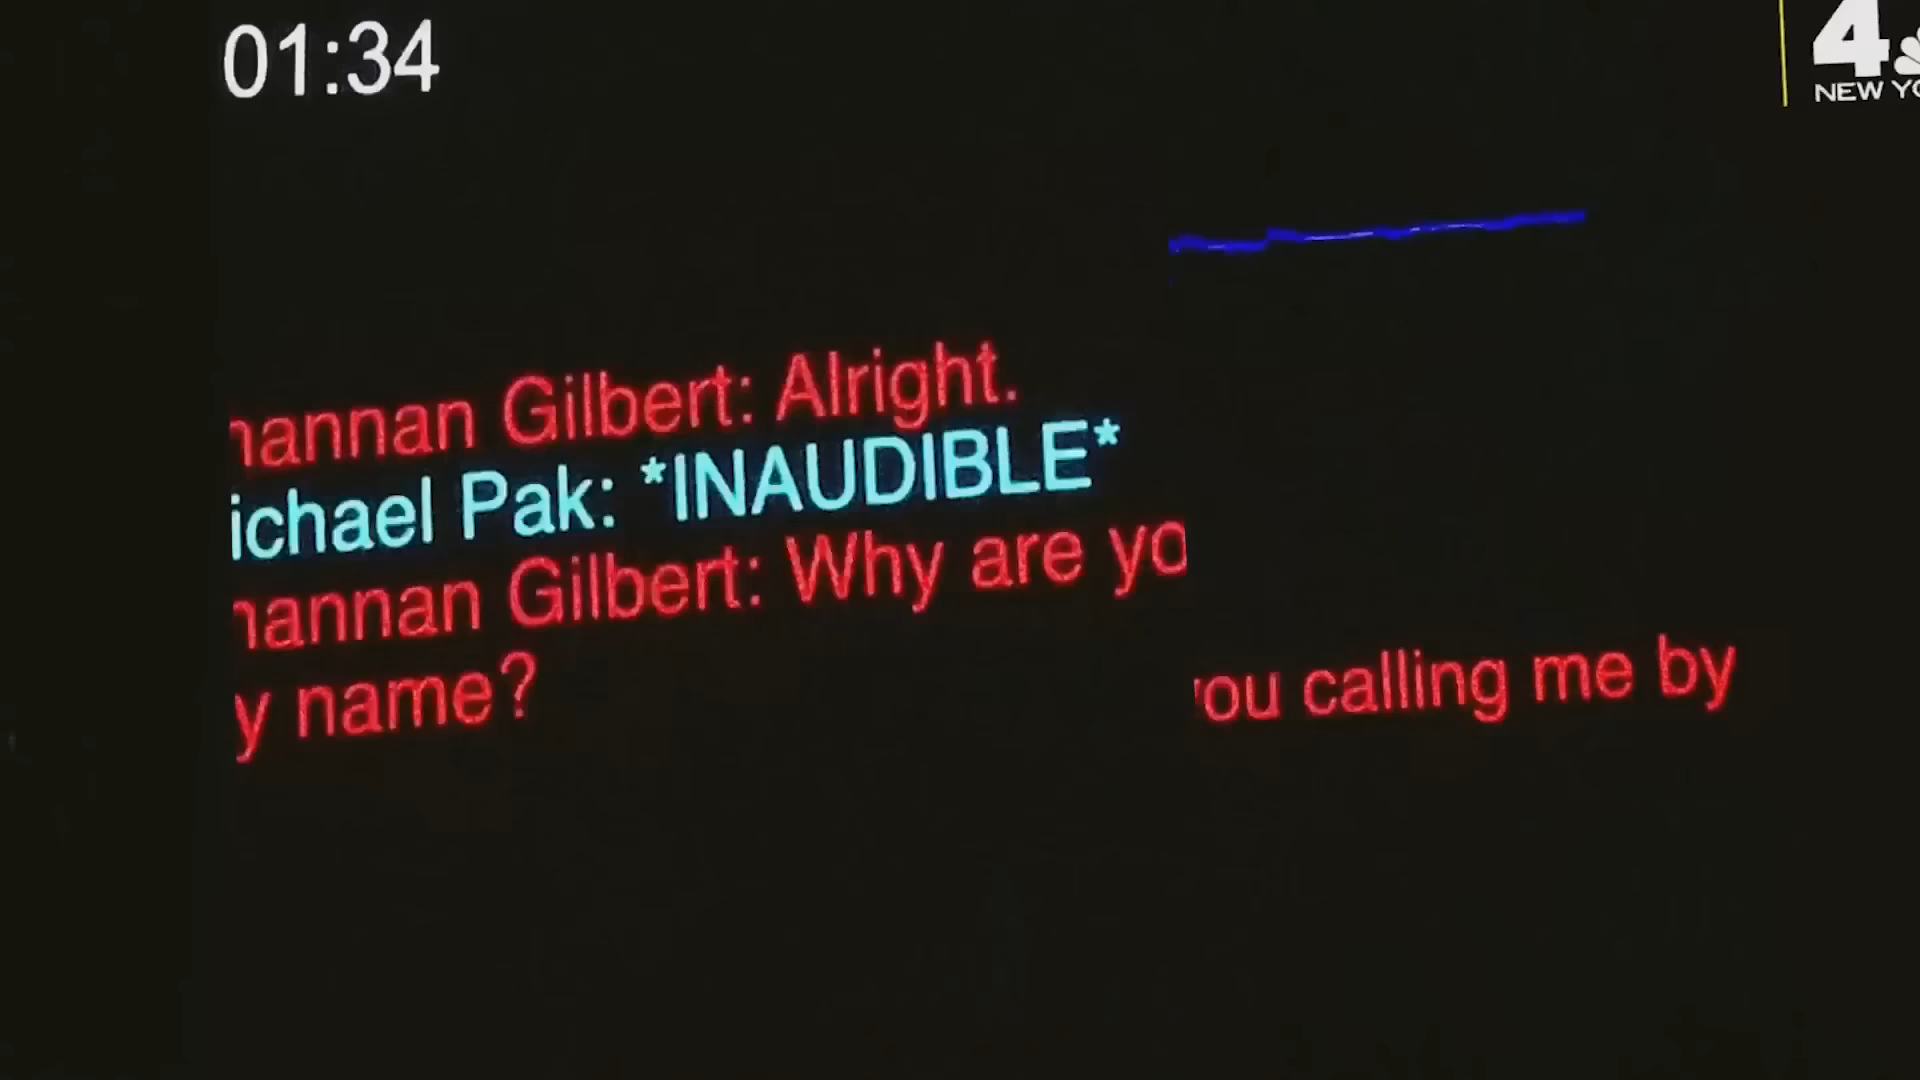 01:34
4
NEW YO
hannan Gilbert: Alright.
ichael Pak: *INAUDIBLE*
hannan Gilbert: Why are yo
ou calling me by
y name?